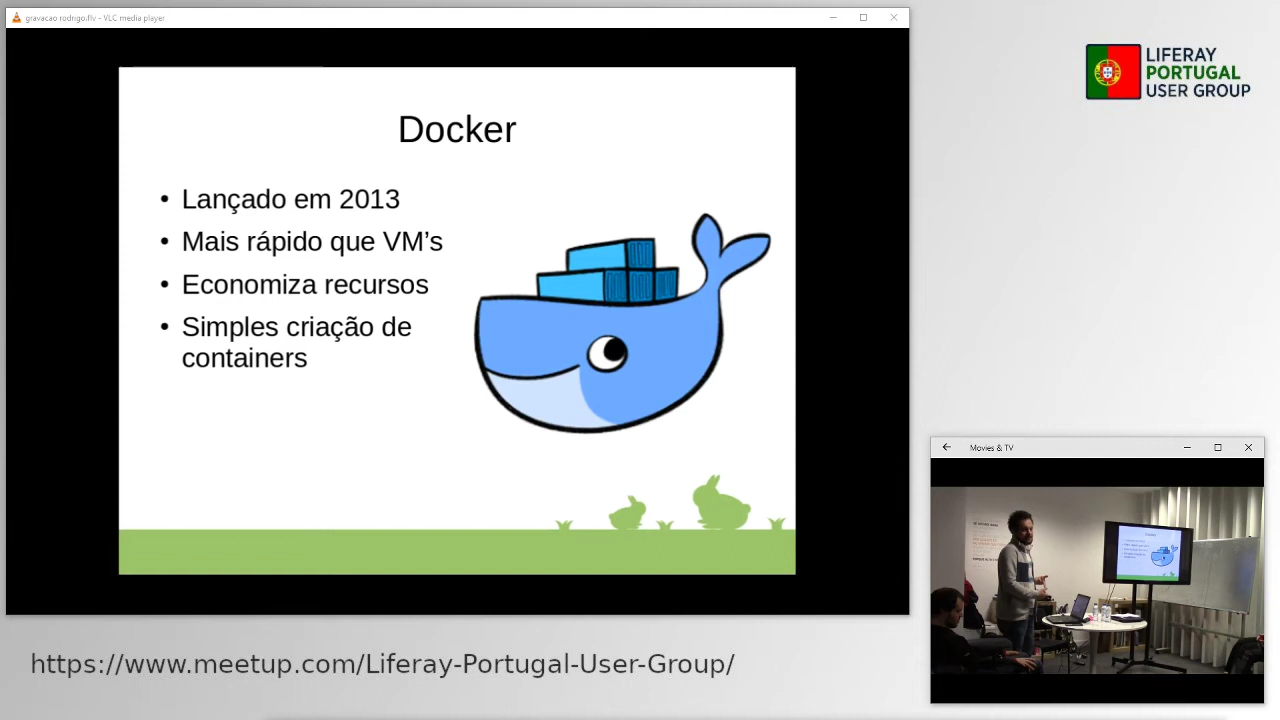 gravacao rodrigo.flv - VLC media player
LIFERAY
PORTUGAL
USER GROUP
Docker
• Lançado em 2013
• Mais rápido que VM’s
• Economiza recursos
• Simples criação de
containers
Movies & TV
https://www.meetup.com/Liferay-Portugal-User-Group/